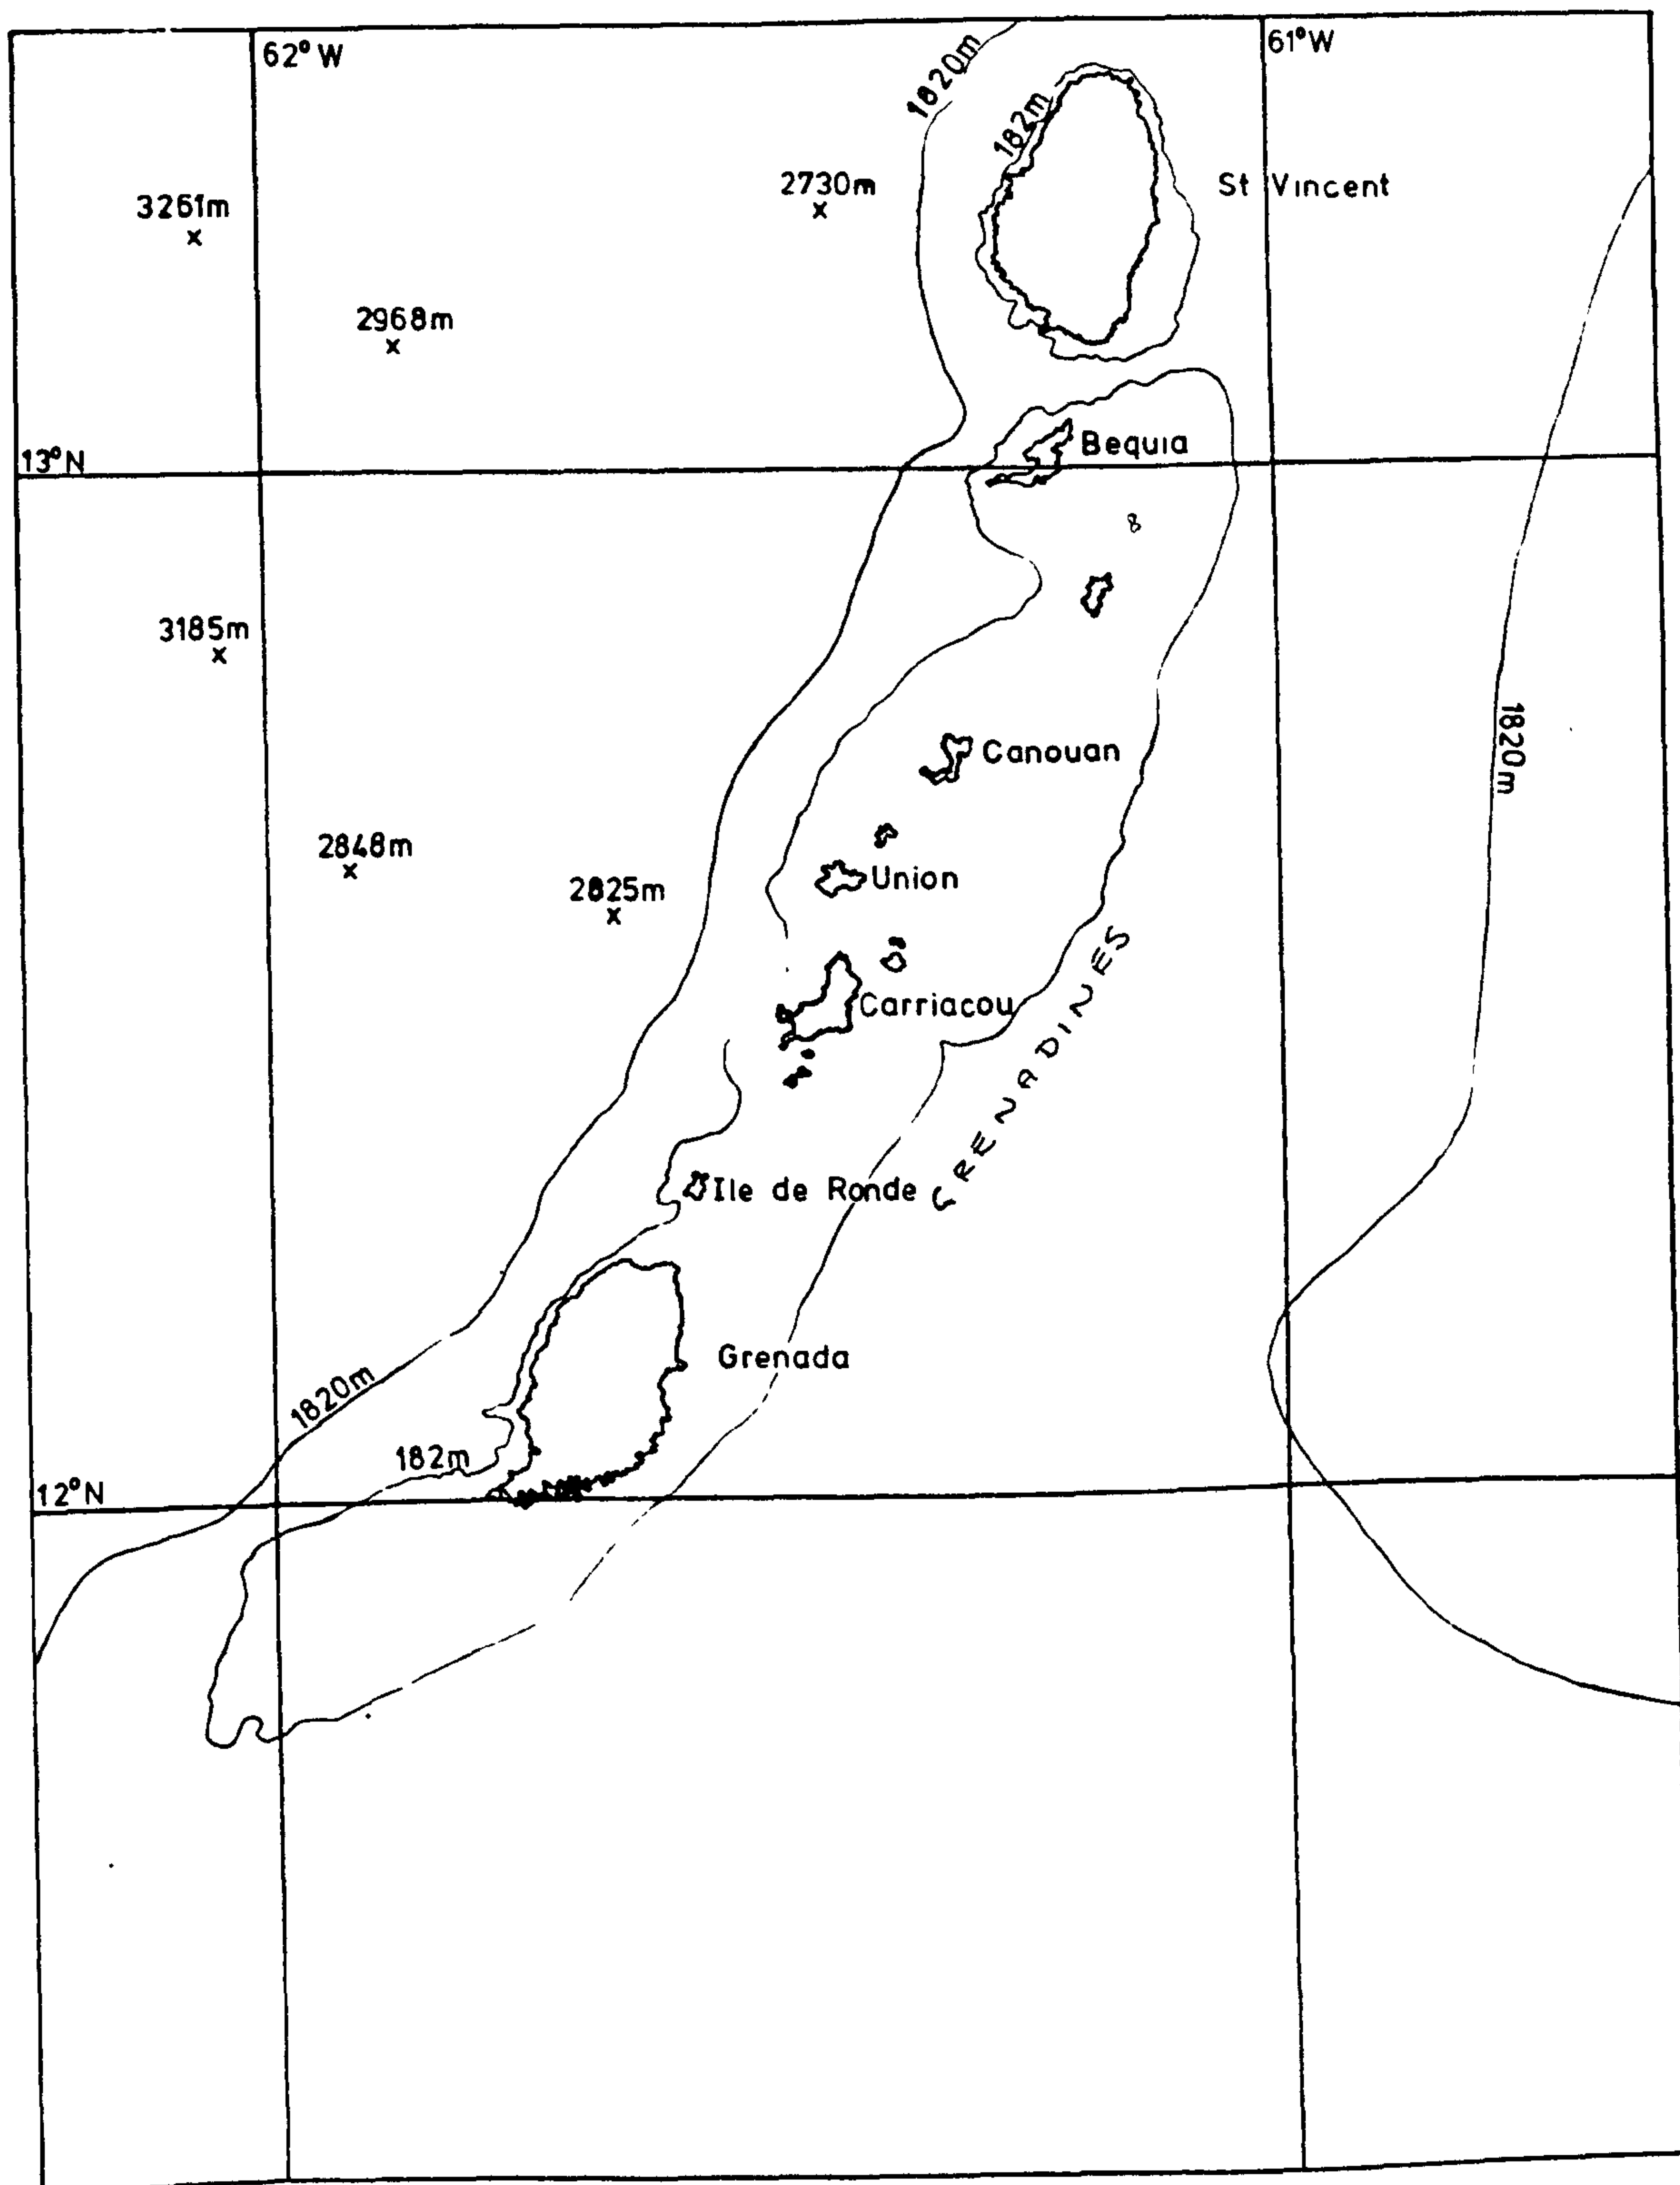 62°W
61°W
1820m
182m
2730m
St Vincent
3261m
2968m
13°N
Bequia
3185m
1820m
Canouan
2848m
Union
2825m
Carriacou
GRENADINES
Ile de Ronde
Grenada
1820m
182m
12°N